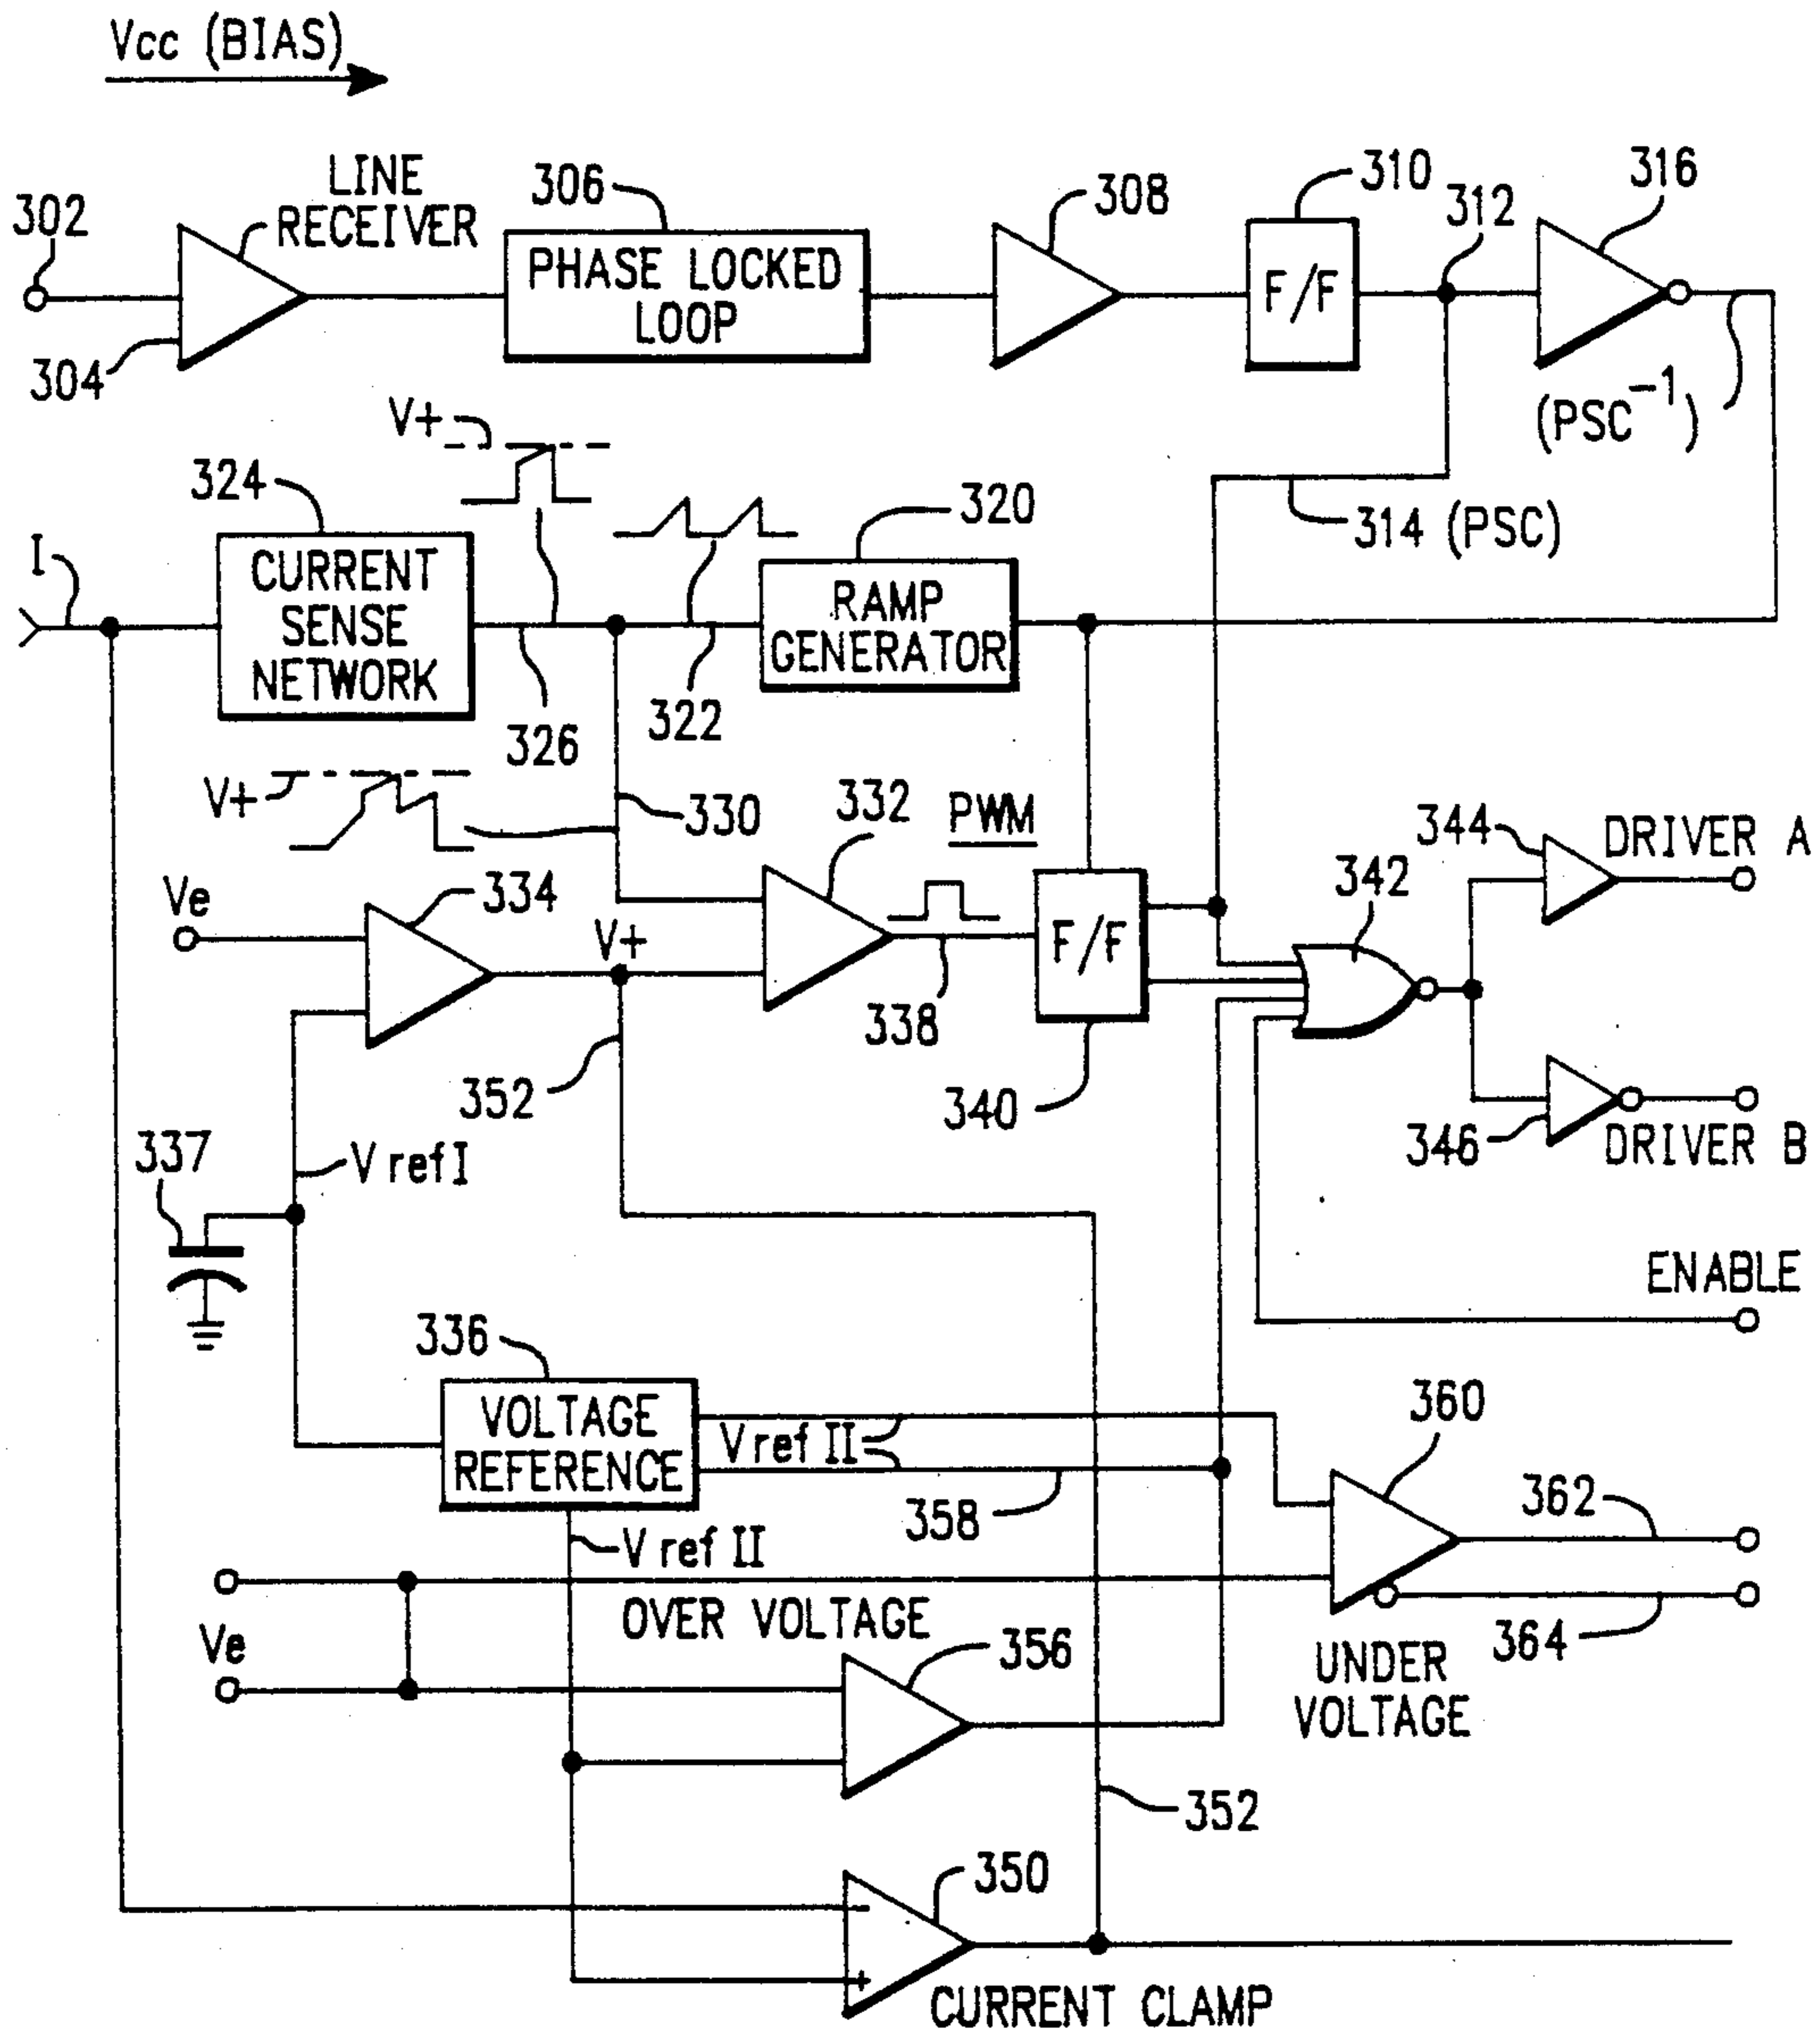 Vcc (BIAS)
302
304
LINE
RECEIVER
306
PHASE LOCKED
LOOP
308
310
F/F
312
316
(PSC⁻¹)
314 (PSC)
V+
324
I
CURRENT
SENSE
NETWORK
326
322
320
RAMP
GENERATOR
V+
330
332
PWM
Ve
334
V+
338
F/F
340
342
344
DRIVER A
346
DRIVER B
352
337
V ref I
ENABLE
336
VOLTAGE
REFERENCE
V ref II
358
V ref II
360
362
364
OVER VOLTAGE
Ve
356
UNDER
VOLTAGE
352
350
-
+
CURRENT CLAMP